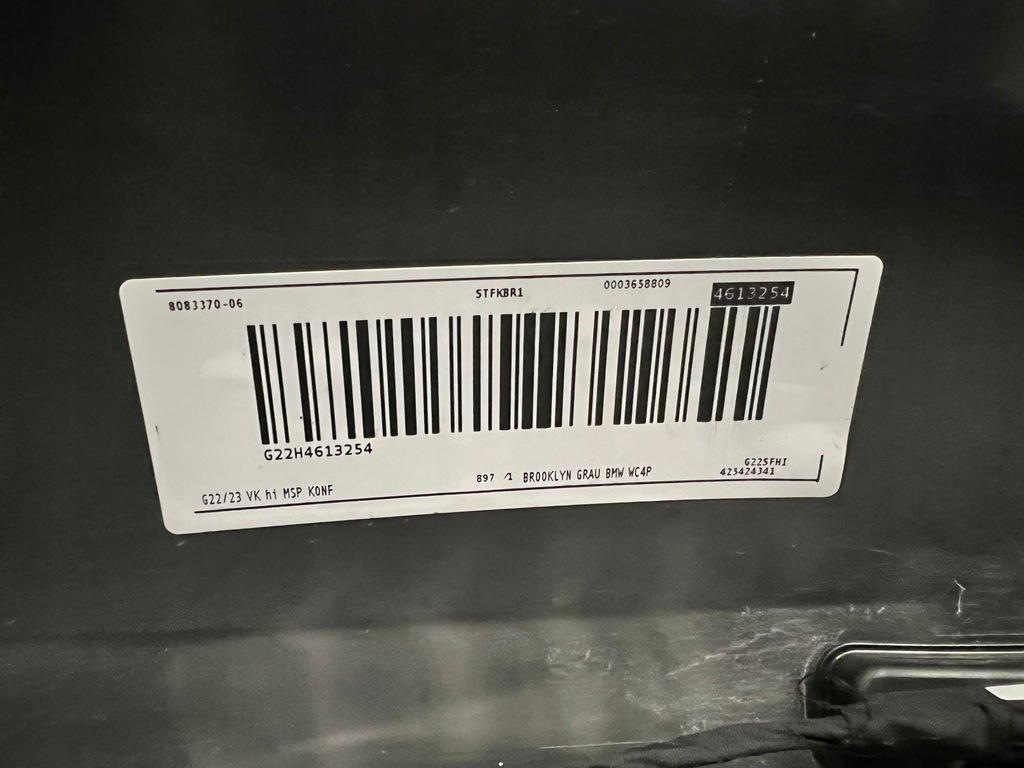 8083370-06 STFKBR1 0003658809 4613254
G22H4613254
G22SFHI
G22/23 VK hi MSP KONF 897 /1 BROOKLYN GRAU BMW WC4P 425424341